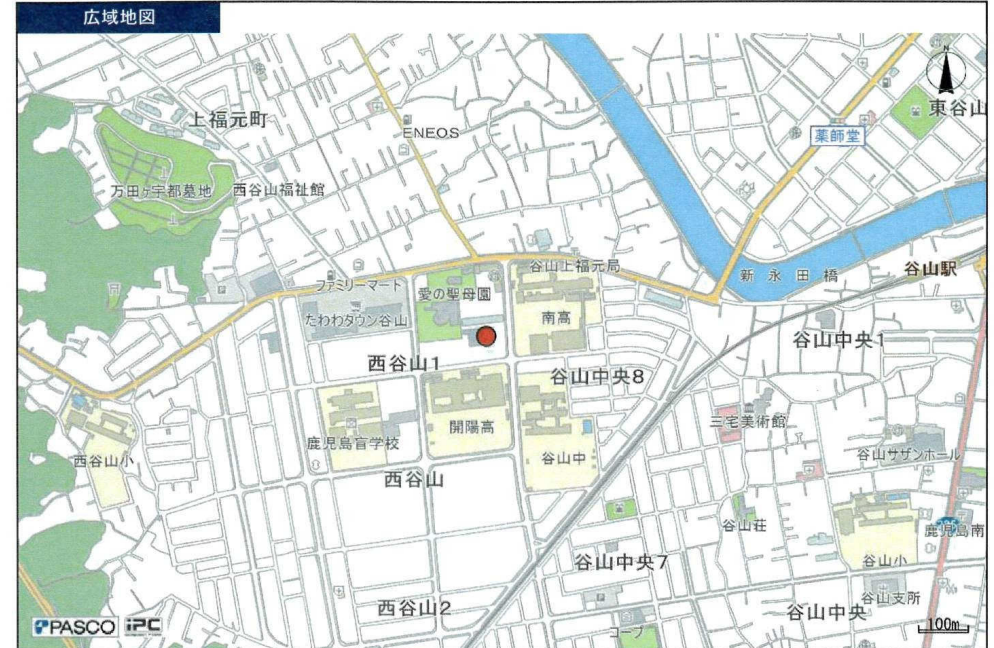 広域地図
N
上福元町
ENEOS
東谷山
薬師堂
万田ヶ宇都墓地
西谷山福祉館
谷山上福元局
新永田橋
谷山駅
ファミリーマート
愛の聖母園
たわわタウン谷山
南高
西谷山1
谷山中央8
谷山中央1
三宅美術館
開陽高
鹿児島盲学校
谷山中
谷山サザンホール
西谷山小
西谷山
谷山荘
鹿児島南
谷山中央7
谷山小
西谷山2
谷山中央
谷山支所
コープ
PASCO iPC
100m